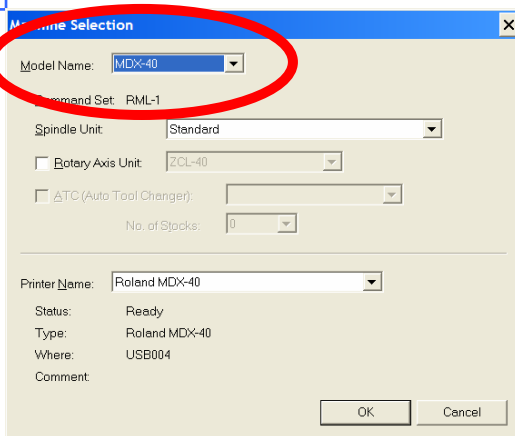 Machine Selection
Model Name: MDX-40
Command Set: RML-1
Spindle Unit: Standard
Rotary Axis Unit: ZCL-40
ATC (Auto Tool Changer):
No. of Stocks: 0
Printer Name: Roland MDX-40
Status: Ready
Type: Roland MDX-40
Where: USB004
Comment:
OK Cancel